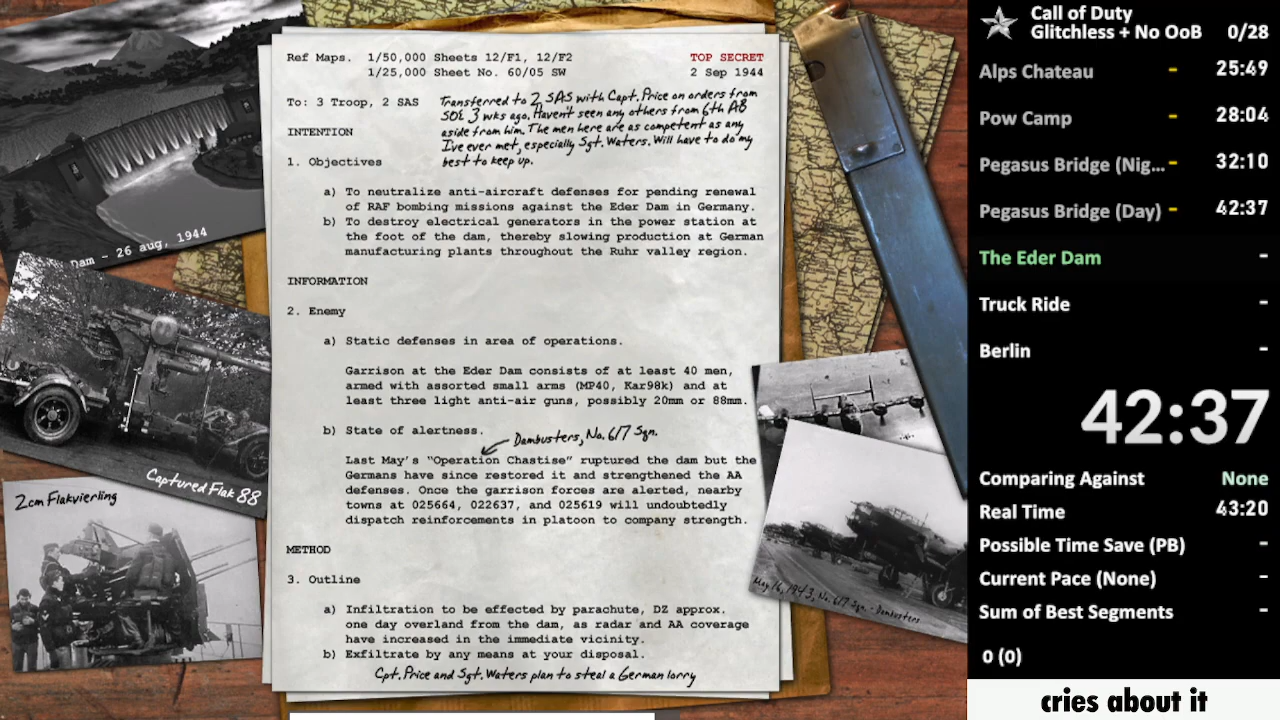 Ref Maps. 1/50,000 Sheets 12/F1, 12/F2
1/25,000 Sheet No. 60/05 SW
TOP SECRET
2 Sep 1944
To: 3 Troop, 2 SAS
Transferred to 2 SAS with Capt. Price on orders from
SOE 3 wks ago. Haven't seen any others from 6th AB
aside from him. The men here are as competent as any
I've ever met, especially Sgt. Waters. Will have to do my
best to keep up.
INTENTION
1. Objectives
a) To neutralize anti-aircraft defenses for pending renewal
of RAF bombing missions against the Eder Dam in Germany.
b) To destroy electrical generators in the power station at
the foot of the dam, thereby slowing production at German
manufacturing plants throughout the Ruhr valley region.
INFORMATION
2. Enemy
a) Static defenses in area of operations.
Garrison at the Eder Dam consists of at least 40 men,
armed with assorted small arms (MP40, Kar98k) and at
least three light anti-air guns, possibly 20mm or 88mm.
b) State of alertness.
Dambusters, No. 617 Sqn.
Last May's "Operation Chastise" ruptured the dam but the
Germans have since restored it and strengthened the AA
defenses. Once the garrison forces are alerted, nearby
towns at 025664, 022637, and 025619 will undoubtedly
dispatch reinforcements in platoon to company strength.
METHOD
3. Outline
a) Infiltration to be effected by parachute, DZ approx.
one day overland from the dam, as radar and AA coverage
have increased in the immediate vicinity.
b) Exfiltrate by any means at your disposal.
Cpt. Price and Sgt. Waters plan to steal a German lorry
Dam - 26 aug, 1944
Captured Flak 88
2cm Flakvierling
May 16, 1943, No. 617 Sqn. - Dambusters
Call of Duty
Glitchless + No OoB 0/28
Alps Chateau - 25:49
Pow Camp - 28:04
Pegasus Bridge (Nig... - 32:10
Pegasus Bridge (Day) - 42:37
The Eder Dam -
Truck Ride -
Berlin -
42:37
Comparing Against None
Real Time 43:20
Possible Time Save (PB) -
Current Pace (None) -
Sum of Best Segments -
0 (0)
cries about it